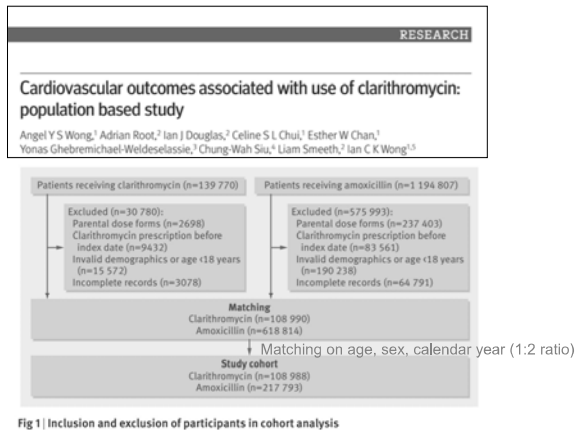 RESEARCH
Cardiovascular outcomes associated with use of clarithromycin:
population based study
Angel Y S Wong,¹ Adrian Root,² Ian J Douglas,² Celine S L Chui,¹ Esther W Chan,¹
Yonas Ghebremichael-Weldeselassie,³ Chung-Wah Siu,⁴ Liam Smeeth,² Ian C K Wong¹,⁵
Patients receiving clarithromycin (n=139 770)
Excluded (n=30 780):
Parental dose forms (n=2698)
Clarithromycin prescription before
index date (n=9432)
Invalid demographics or age <18 years
(n=15 572)
Incomplete records (n=3078)
Patients receiving amoxicillin (n=1 194 807)
Excluded (n=575 993):
Parental dose forms (n=237 403)
Clarithromycin prescription before
index date (n=83 561)
Invalid demographics or age <18 years
(n=190 238)
Incomplete records (n=64 791)
Matching
Clarithromycin (n=108 990)
Amoxicillin (n=618 814)
Matching on age, sex, calendar year (1:2 ratio)
Study cohort
Clarithromycin (n=108 988)
Amoxicillin (n=217 793)
Fig 1 | Inclusion and exclusion of participants in cohort analysis